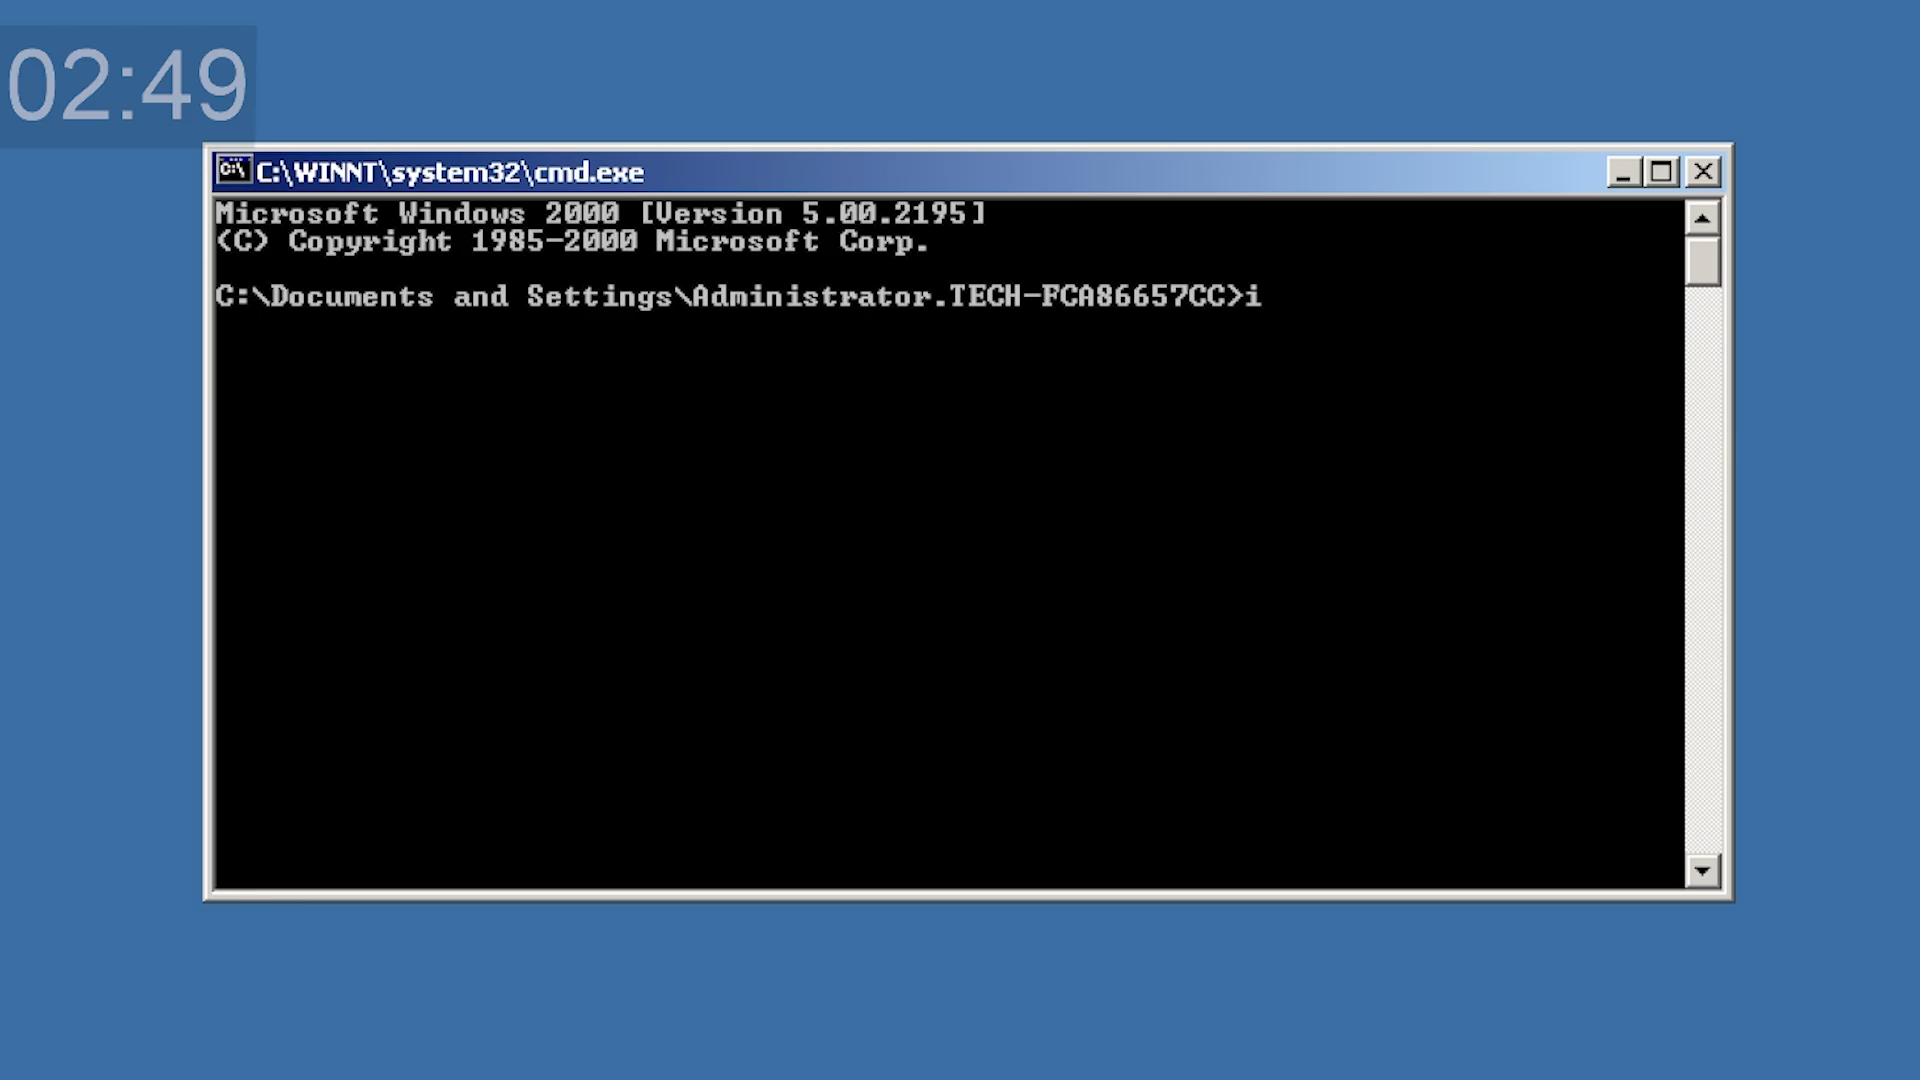 02:49
C:\WINNT\system32\cmd.exe
Microsoft Windows 2000 [Version 5.00.2195]
(C) Copyright 1985-2000 Microsoft Corp.
C:\Documents and Settings\Administrator.TECH-FCA86657CC>i